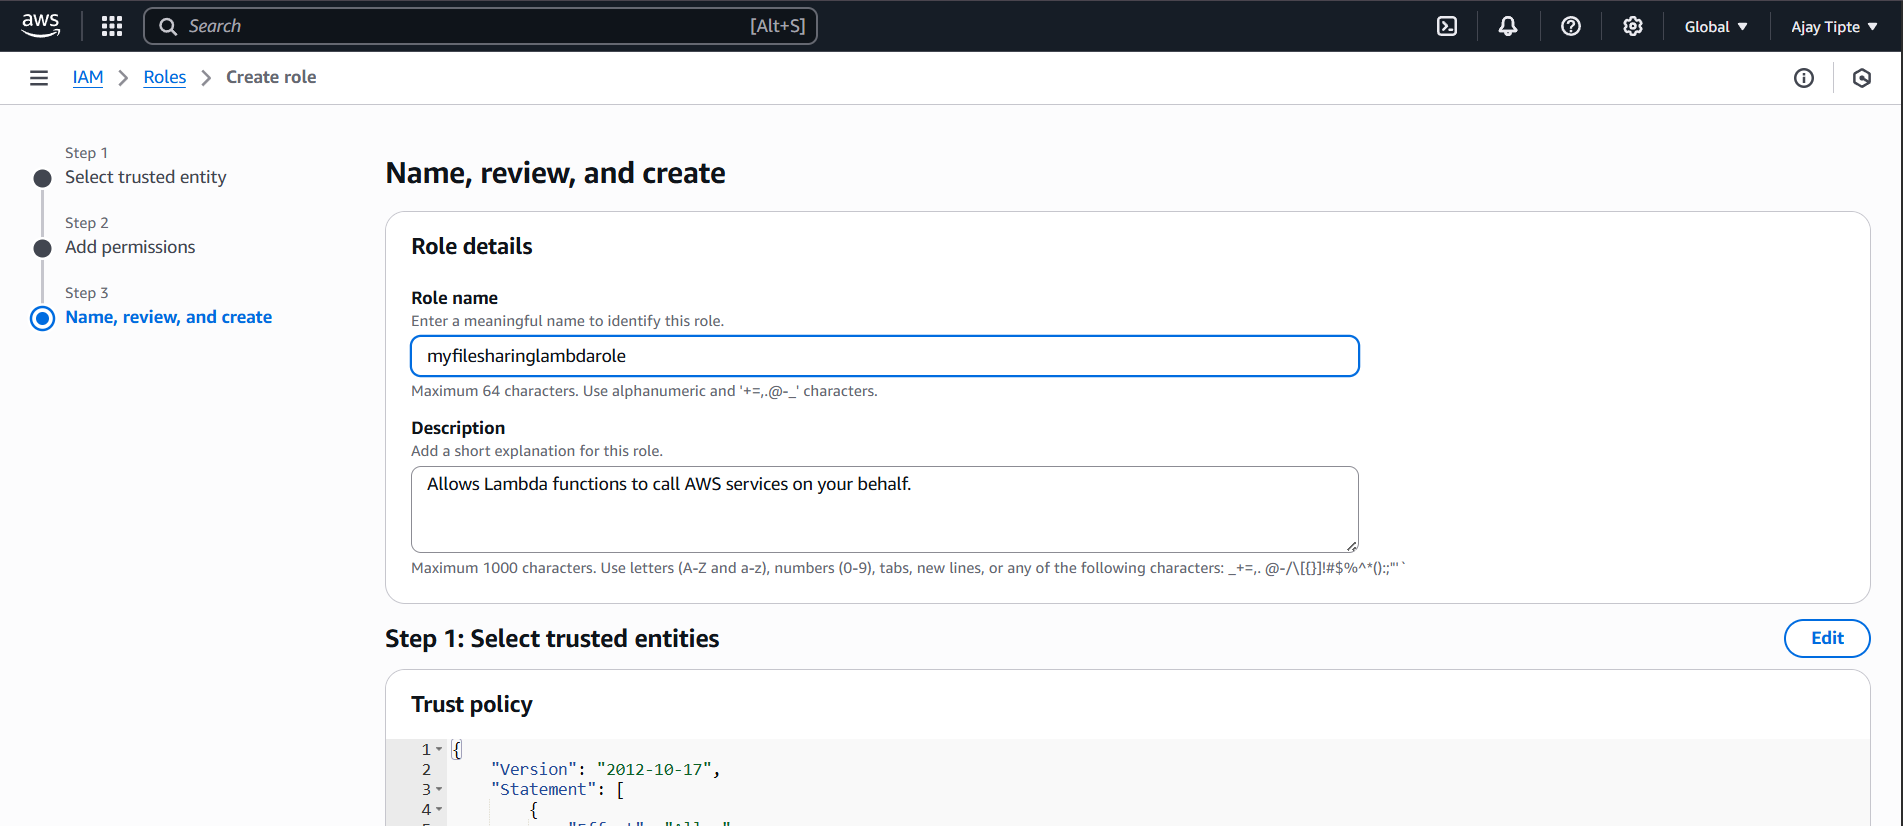 aws
Search [Alt+S]
Global
Ajay Tipte
IAM
Roles
Create role
Step 1
Select trusted entity
Step 2
Add permissions
Step 3
Name, review, and create
Name, review, and create
Role details
Role name
Enter a meaningful name to identify this role.
myfilesharinglambdarole
Maximum 64 characters. Use alphanumeric and '+=,.@-_' characters.
Description
Add a short explanation for this role.
Allows Lambda functions to call AWS services on your behalf.
Maximum 1000 characters. Use letters (A-Z and a-z), numbers (0-9), tabs, new lines, or any of the following characters: _+=,. @-/\[{}]!#$%^*();:"'`
Step 1: Select trusted entities
Edit
Trust policy
1 {
2 "Version": "2012-10-17",
3 "Statement": [
4 {